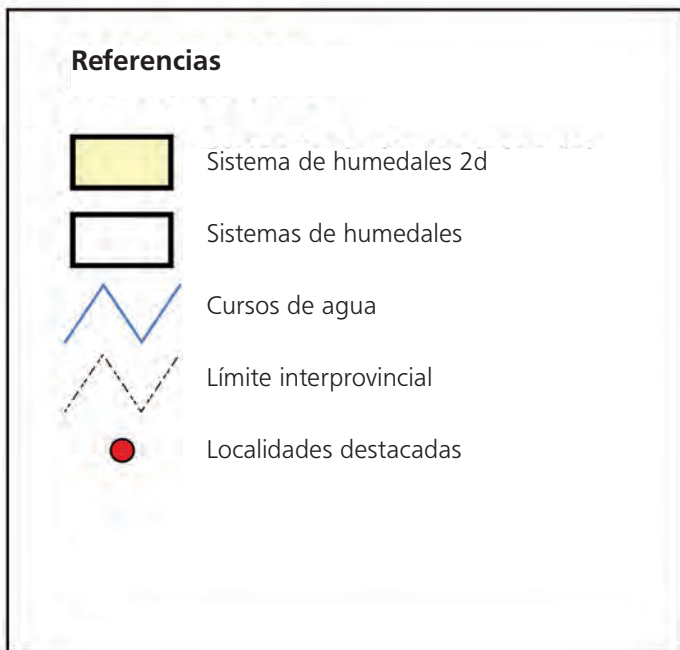 Referencias
Sistema de humedales 2d
Sistemas de humedales
Cursos de agua
Límite interprovincial
Localidades destacadas